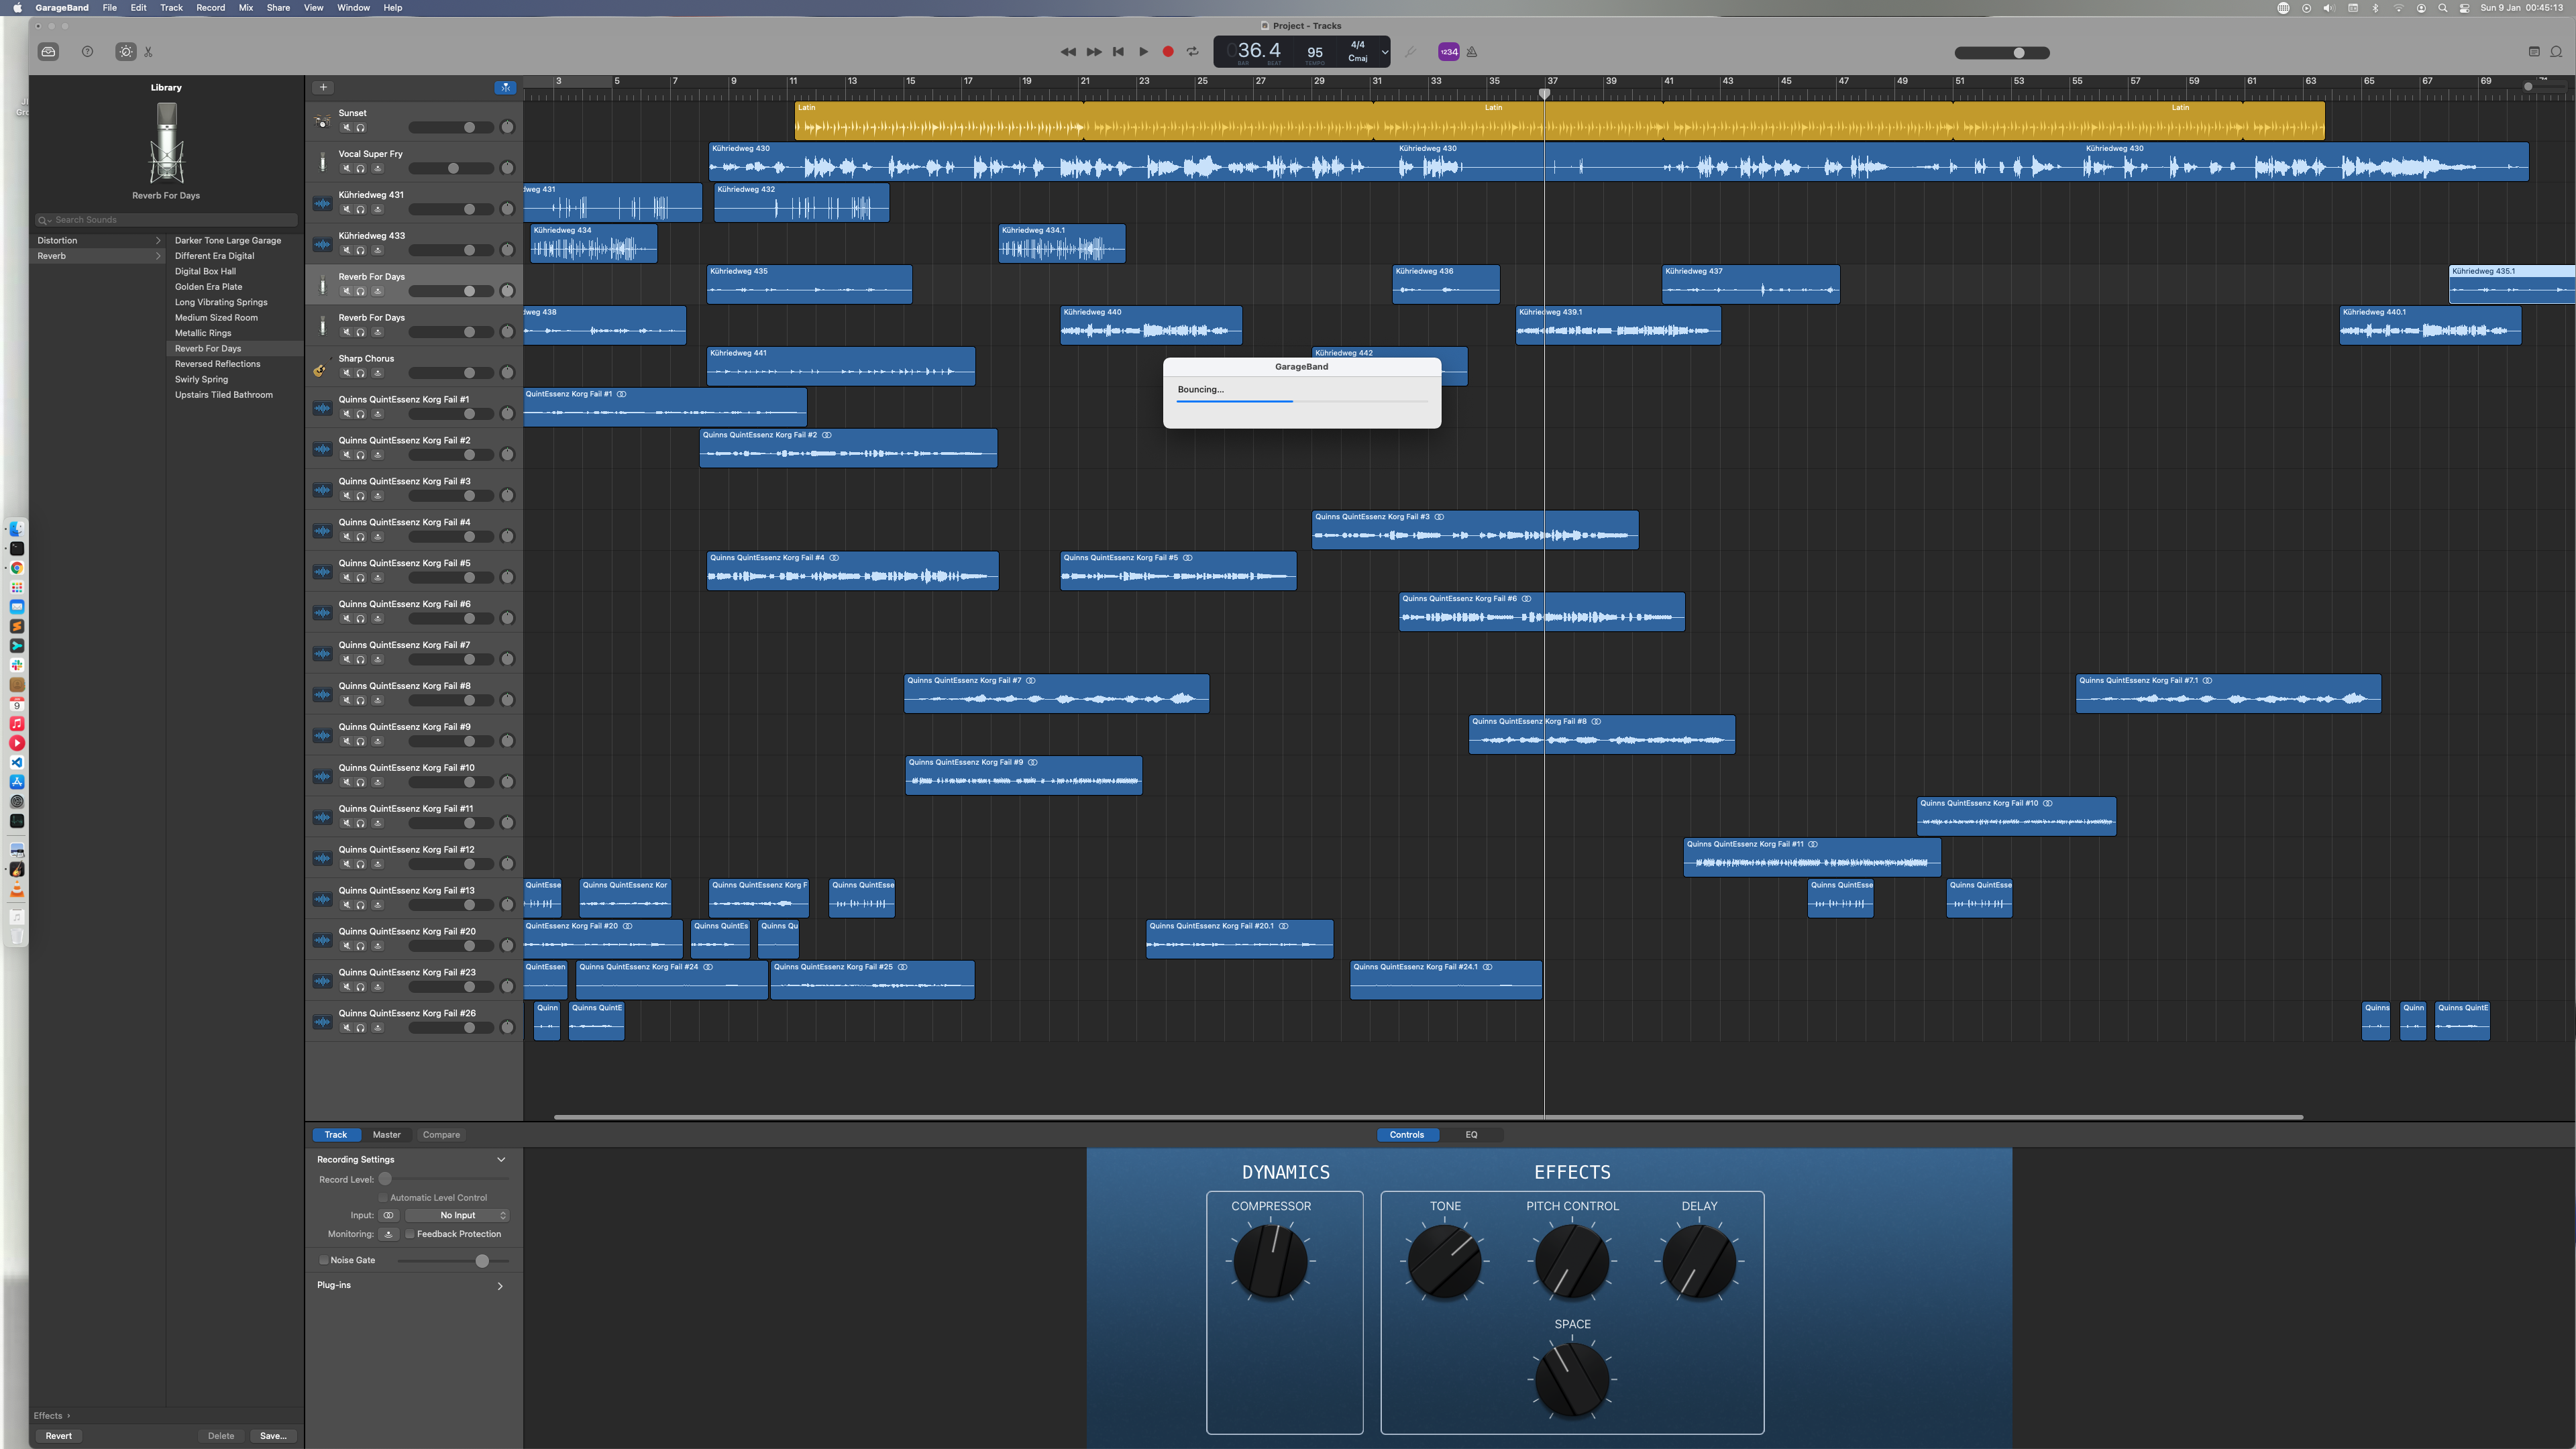 GarageBand File Edit Track Record Mix Share View Window Help
Sun 9 Jan 00:45:13
Project - Tracks
036.4
BAR BEAT
95
TEMPO
4/4
Cmaj
1234
Library
Reverb For Days
Search Sounds
Distortion
Reverb
Darker Tone Large Garage
Different Era Digital
Digital Box Hall
Golden Era Plate
Long Vibrating Springs
Medium Sized Room
Metallic Rings
Reverb For Days
Reversed Reflections
Swirly Spring
Upstairs Tiled Bathroom
Effects
Revert
Delete
Save...
3 5 7 9 11 13 15 17 19 21 23 25 27 29 31 33 35 37 39 41 43 45 47 49 51 53 55 57 59 61 63 65 67 69
Sunset
Latin
Latin
Latin
Vocal Super Fry
Kühriedweg 430
Kühriedweg 430
Kühriedweg 430
Kühriedweg 431
dweg 431
Kühriedweg 432
Kühriedweg 433
Kühriedweg 434
Kühriedweg 434.1
Reverb For Days
Kühriedweg 435
Kühriedweg 436
Kühriedweg 437
Kühriedweg 435.1
Reverb For Days
dweg 438
Kühriedweg 440
Kühriedweg 439.1
Kühriedweg 440.1
Sharp Chorus
Kühriedweg 441
Kühriedweg 442
GarageBand
Bouncing...
Quinns QuintEssenz Korg Fail #1
QuintEssenz Korg Fail #1
Quinns QuintEssenz Korg Fail #2
Quinns QuintEssenz Korg Fail #2
Quinns QuintEssenz Korg Fail #3
Quinns QuintEssenz Korg Fail #4
Quinns QuintEssenz Korg Fail #3
Quinns QuintEssenz Korg Fail #5
Quinns QuintEssenz Korg Fail #4
Quinns QuintEssenz Korg Fail #5
Quinns QuintEssenz Korg Fail #6
Quinns QuintEssenz Korg Fail #6
Quinns QuintEssenz Korg Fail #7
Quinns QuintEssenz Korg Fail #8
Quinns QuintEssenz Korg Fail #7
Quinns QuintEssenz Korg Fail #7.1
Quinns QuintEssenz Korg Fail #9
Quinns QuintEssenz Korg Fail #8
Quinns QuintEssenz Korg Fail #10
Quinns QuintEssenz Korg Fail #9
Quinns QuintEssenz Korg Fail #11
Quinns QuintEssenz Korg Fail #10
Quinns QuintEssenz Korg Fail #12
Quinns QuintEssenz Korg Fail #11
Quinns QuintEssenz Korg Fail #13
QuintEsse
Quinns QuintEssenz Kor
Quinns QuintEssenz Korg F
Quinns QuintEsse
Quinns QuintEsse
Quinns QuintEsse
Quinns QuintEssenz Korg Fail #20
QuintEssenz Korg Fail #20
Quinns QuintEs
Quinns Qu
Quinns QuintEssenz Korg Fail #20.1
Quinns QuintEssenz Korg Fail #23
QuintEssen
Quinns QuintEssenz Korg Fail #24
Quinns QuintEssenz Korg Fail #25
Quinns QuintEssenz Korg Fail #24.1
Quinns QuintEssenz Korg Fail #26
Quinn
Quinns QuintE
Quinns
Quinn
Quinns QuintE
Track
Master
Compare
Controls
EQ
Recording Settings
Record Level:
Automatic Level Control
Input:
No Input
Monitoring:
Feedback Protection
Noise Gate
Plug-ins
DYNAMICS
EFFECTS
COMPRESSOR
TONE
PITCH CONTROL
DELAY
SPACE